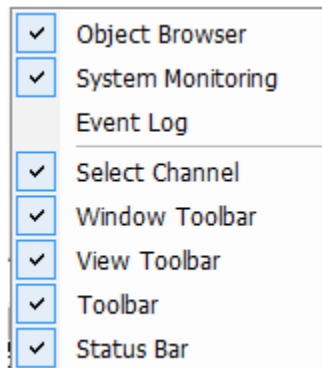 Object Browser
System Monitoring
Event Log
Select Channel
Window Toolbar
View Toolbar
Toolbar
Status Bar